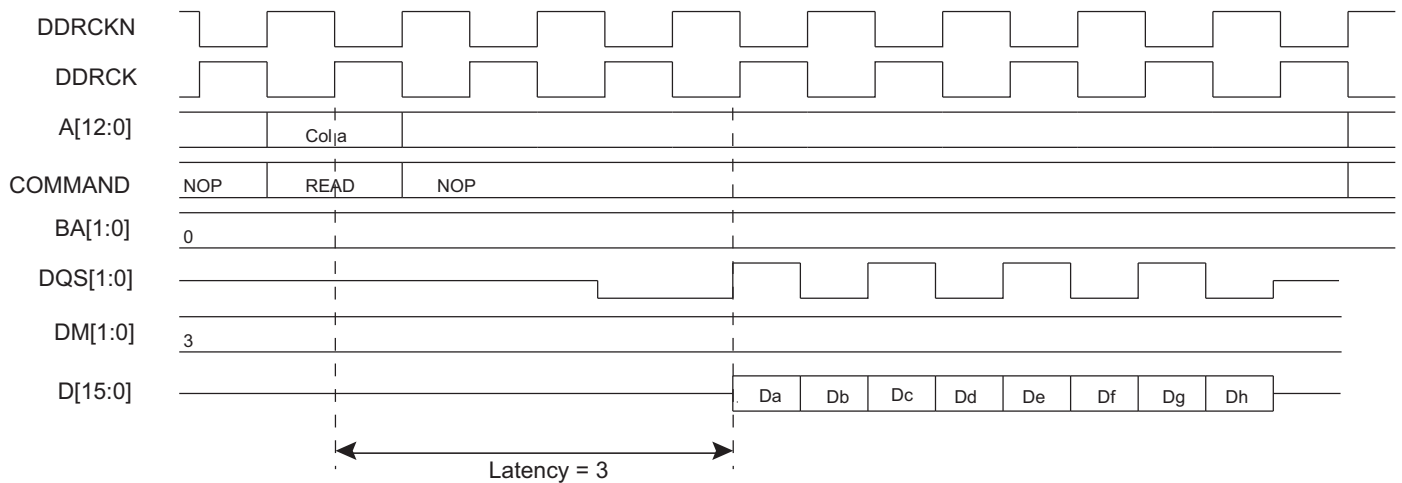 DDRCKN
DDRCK
A[12:0] Col a
COMMAND NOP READ NOP
BA[1:0] 0
DQS[1:0]
DM[1:0] 3
D[15:0] Da Db Dc Dd De Df Dg Dh
Latency = 3